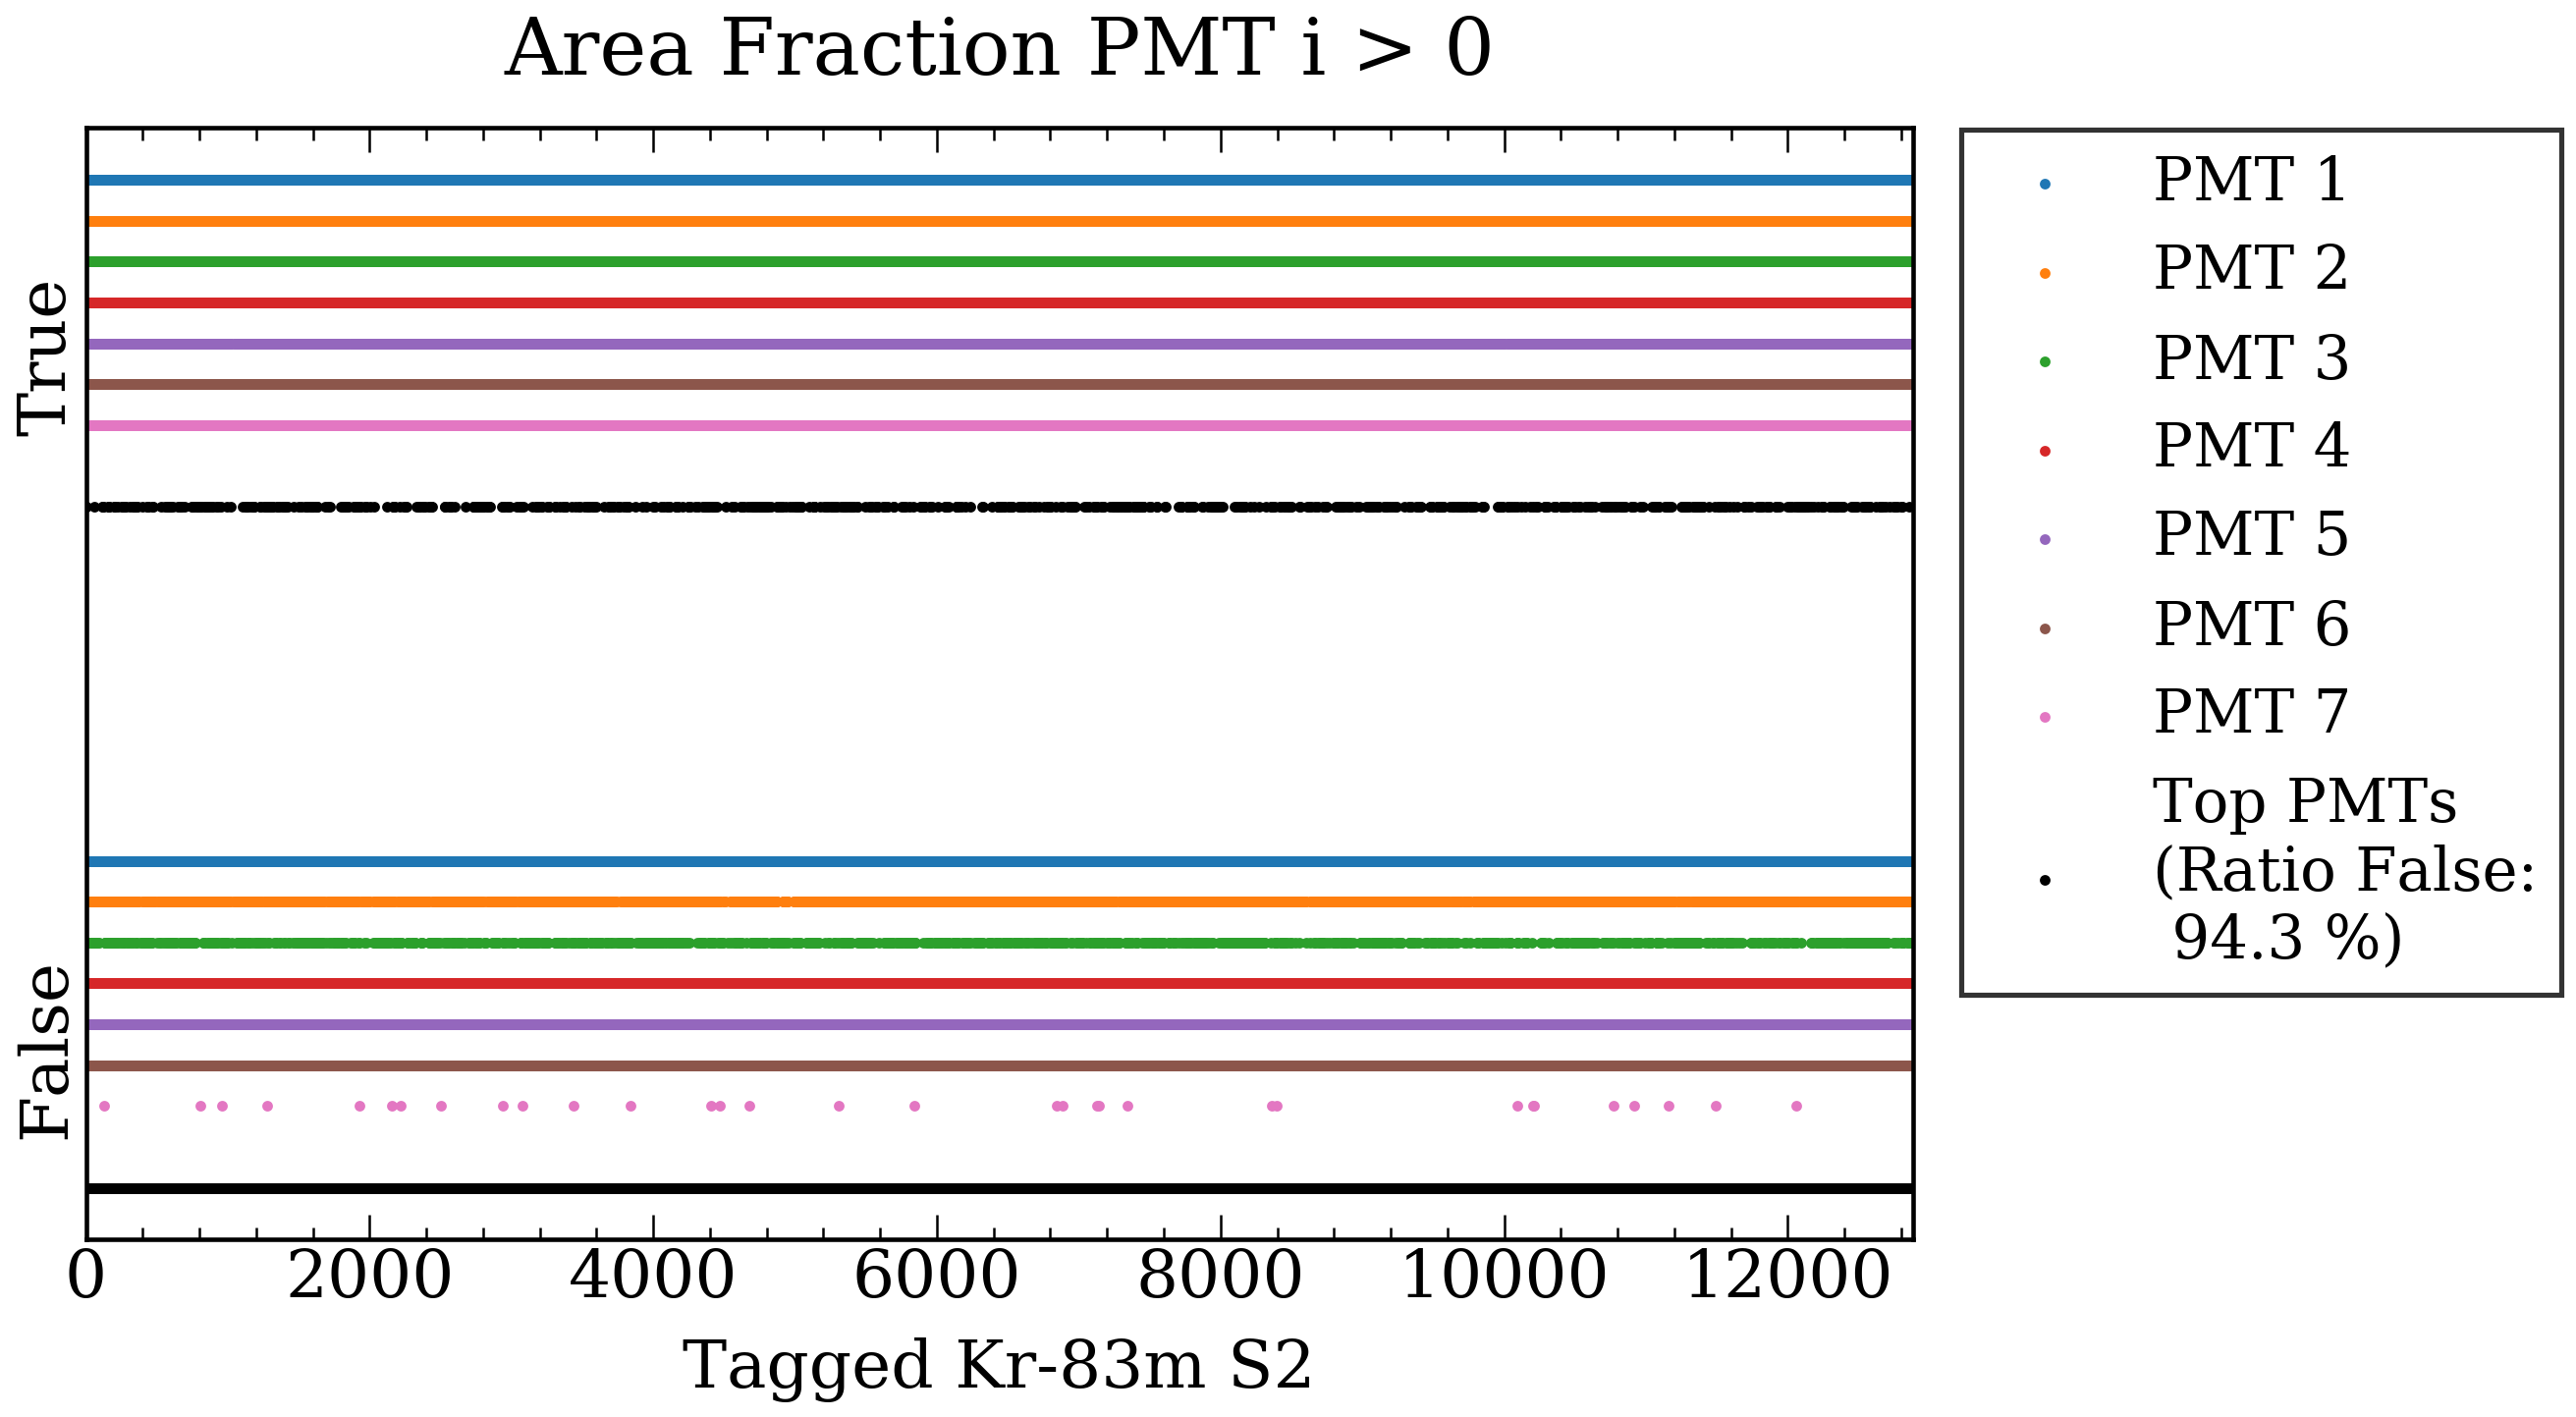 Area Fraction PMT i > 0
True
False
0 2000 4000 6000 8000 10000 12000
Tagged Kr-83m S2
PMT 1
PMT 2
PMT 3
PMT 4
PMT 5
PMT 6
PMT 7
Top PMTs
(Ratio False:
94.3 %)